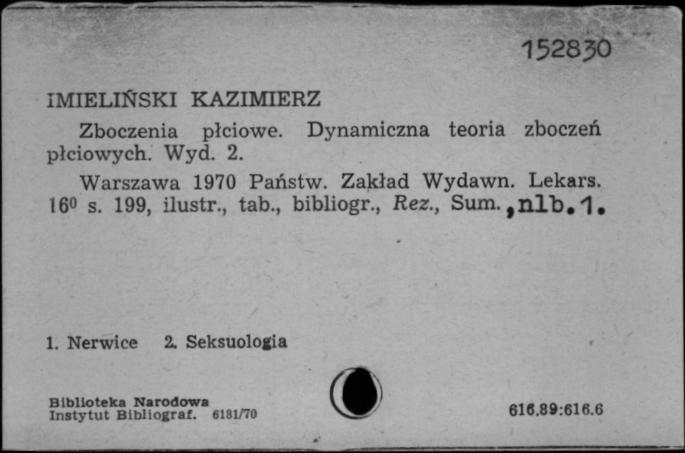 152830
IMIELIŃSKI KAZIMIERZ
Zboczenia płciowe. Dynamiczna teoria zboczeń
płciowych. Wyd. 2.
Warszawa 1970 Państw. Zakład Wydawn. Lekars.
16⁰ s. 199, ilustr., tab., bibliogr., Rez., Sum.,nlb.1.
1. Nerwice 2. Seksuologia
Biblioteka Narodowa
Instytut Bibliograf. 6181/70
616.89:616.6